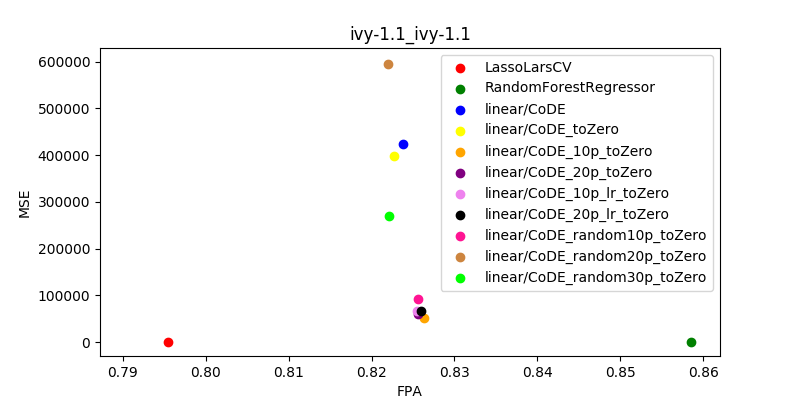 ivy-1.1_ivy-1.1
600000
500000
400000
300000
200000
100000
0
MSE
LassoLarsCV
RandomForestRegressor
linear/CoDE
linear/CoDE_toZero
linear/CoDE_10p_toZero
linear/CoDE_20p_toZero
linear/CoDE_10p_lr_toZero
linear/CoDE_20p_lr_toZero
linear/CoDE_random10p_toZero
linear/CoDE_random20p_toZero
linear/CoDE_random30p_toZero
0.79 0.80 0.81 0.82 0.83 0.84 0.85 0.86
FPA